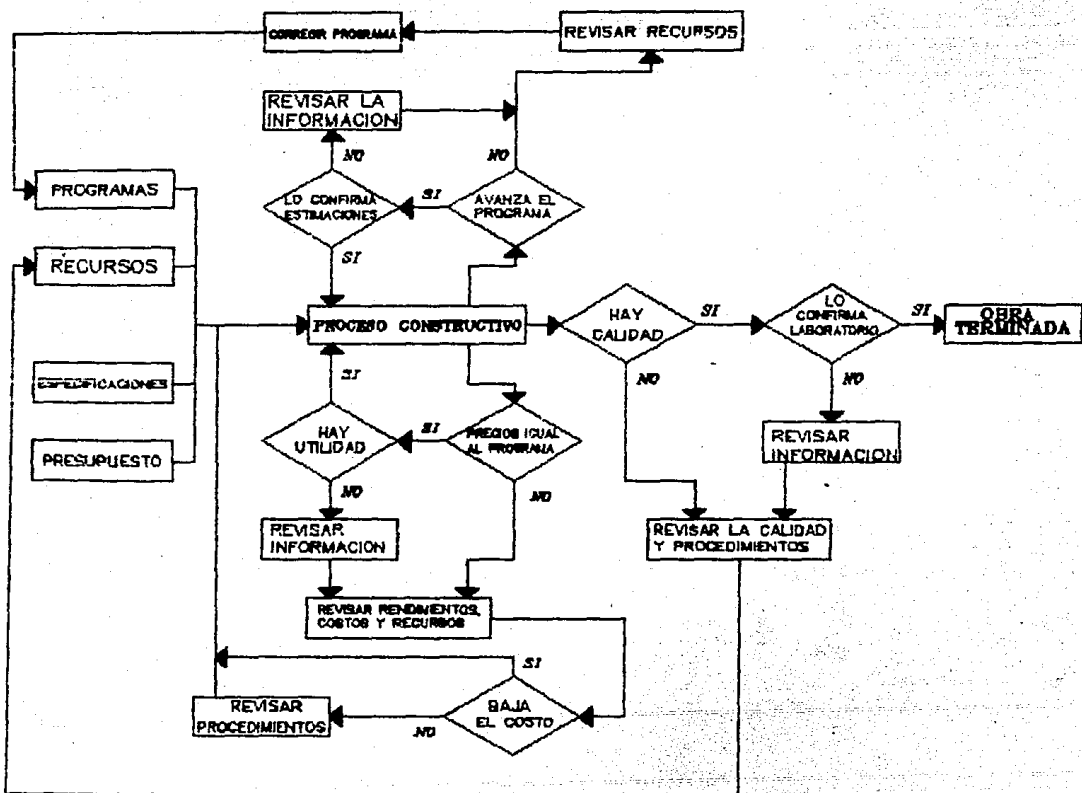 CORREGIR PROGRAMA
REVISAR RECURSOS
REVISAR LA
INFORMACION
NO
NO
PROGRAMAS
LO CONFIRMA
ESTIMACIONES
SI
AVANZA EL
PROGRAMA
RECURSOS
SI
PROCESO CONSTRUCTIVO
HAY
CALIDAD
SI
LO
CONFIRMA
LABORATORIO
SI
OBRA
TERMINADA
ESPECIFICACIONES
SI
NO
NO
HAY
UTILIDAD
SI
PRECIOS IGUAL
AL PROGRAMA
PRESUPUESTO
REVISAR
INFORMACION
NO
NO
REVISAR
INFORMACION
REVISAR LA CALIDAD
Y PROCEDIMIENTOS
REVISAR RENDIMIENTOS,
COSTOS Y RECURSOS
SI
REVISAR
PROCEDIMIENTOS
NO
BAJA
EL COSTO